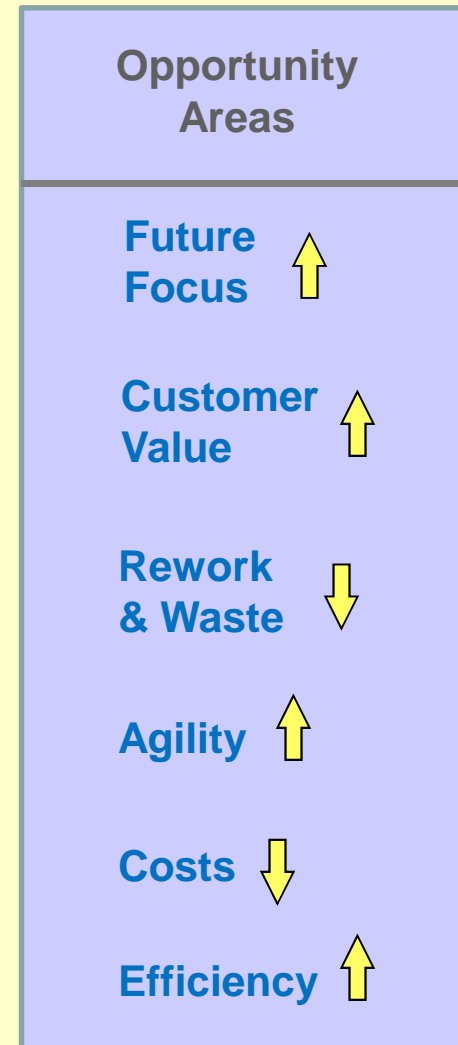 Opportunity
Areas
Future
Focus
Customer
Value
Rework
& Waste
Agility
Costs
Efficiency